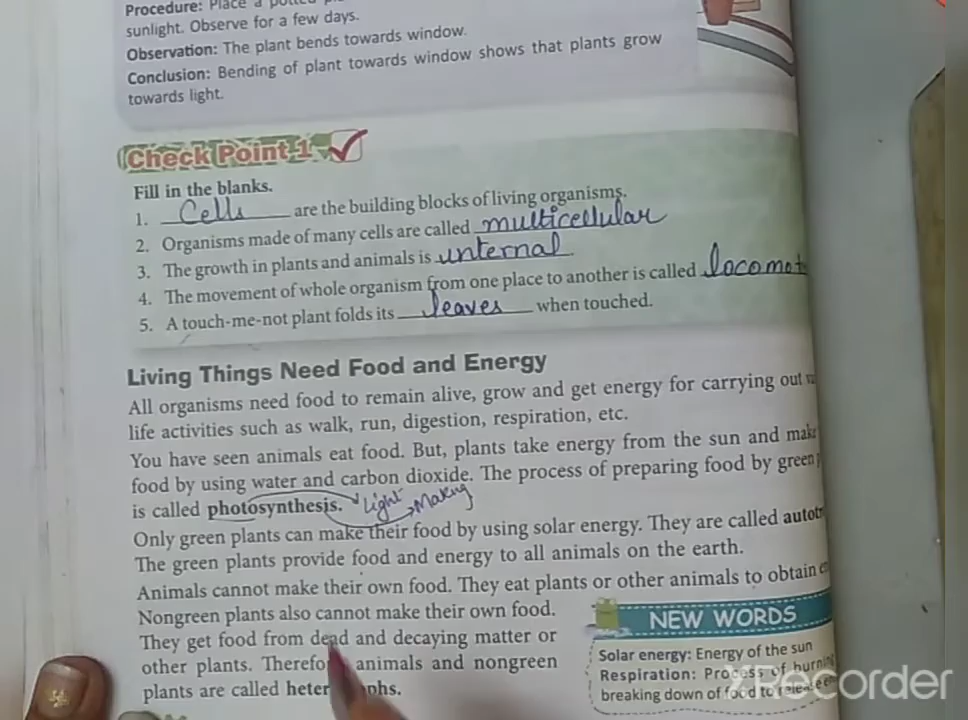 Procedure: Place a potted
sunlight. Observe for a few days.
Observation: The plant bends towards window.
Conclusion: Bending of plant towards window shows that plants grow
towards light.
Check Point 1
Fill in the blanks.
1. Cells are the building blocks of living organisms.
2. Organisms made of many cells are called multicellular
3. The growth in plants and animals is internal.
4. The movement of whole organism from one place to another is called locomot
5. A touch-me-not plant folds its leaves when touched.
Living Things Need Food and Energy
All organisms need food to remain alive, grow and get energy for carrying out
life activities such as walk, run, digestion, respiration, etc.
You have seen animals eat food. But, plants take energy from the sun and make
food by using water and carbon dioxide. The process of preparing food by green
is called photosynthesis. Light Making
Only green plants can make their food by using solar energy. They are called autotr
The green plants provide food and energy to all animals on the earth.
Animals cannot make their own food. They eat plants or other animals to obtain
Nongreen plants also cannot make their own food.
They get food from dead and decaying matter or
other plants. Therefo animals and nongreen
plants are called heter phs.
NEW WORDS
Solar energy: Energy of the sun
Respiration: Process of burning
breaking down of food to release
XRecorder